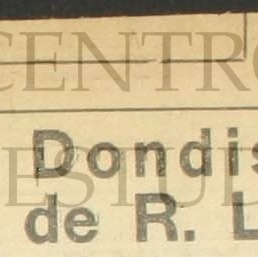 CENTRO
Dondis
ESTUD
de R. L